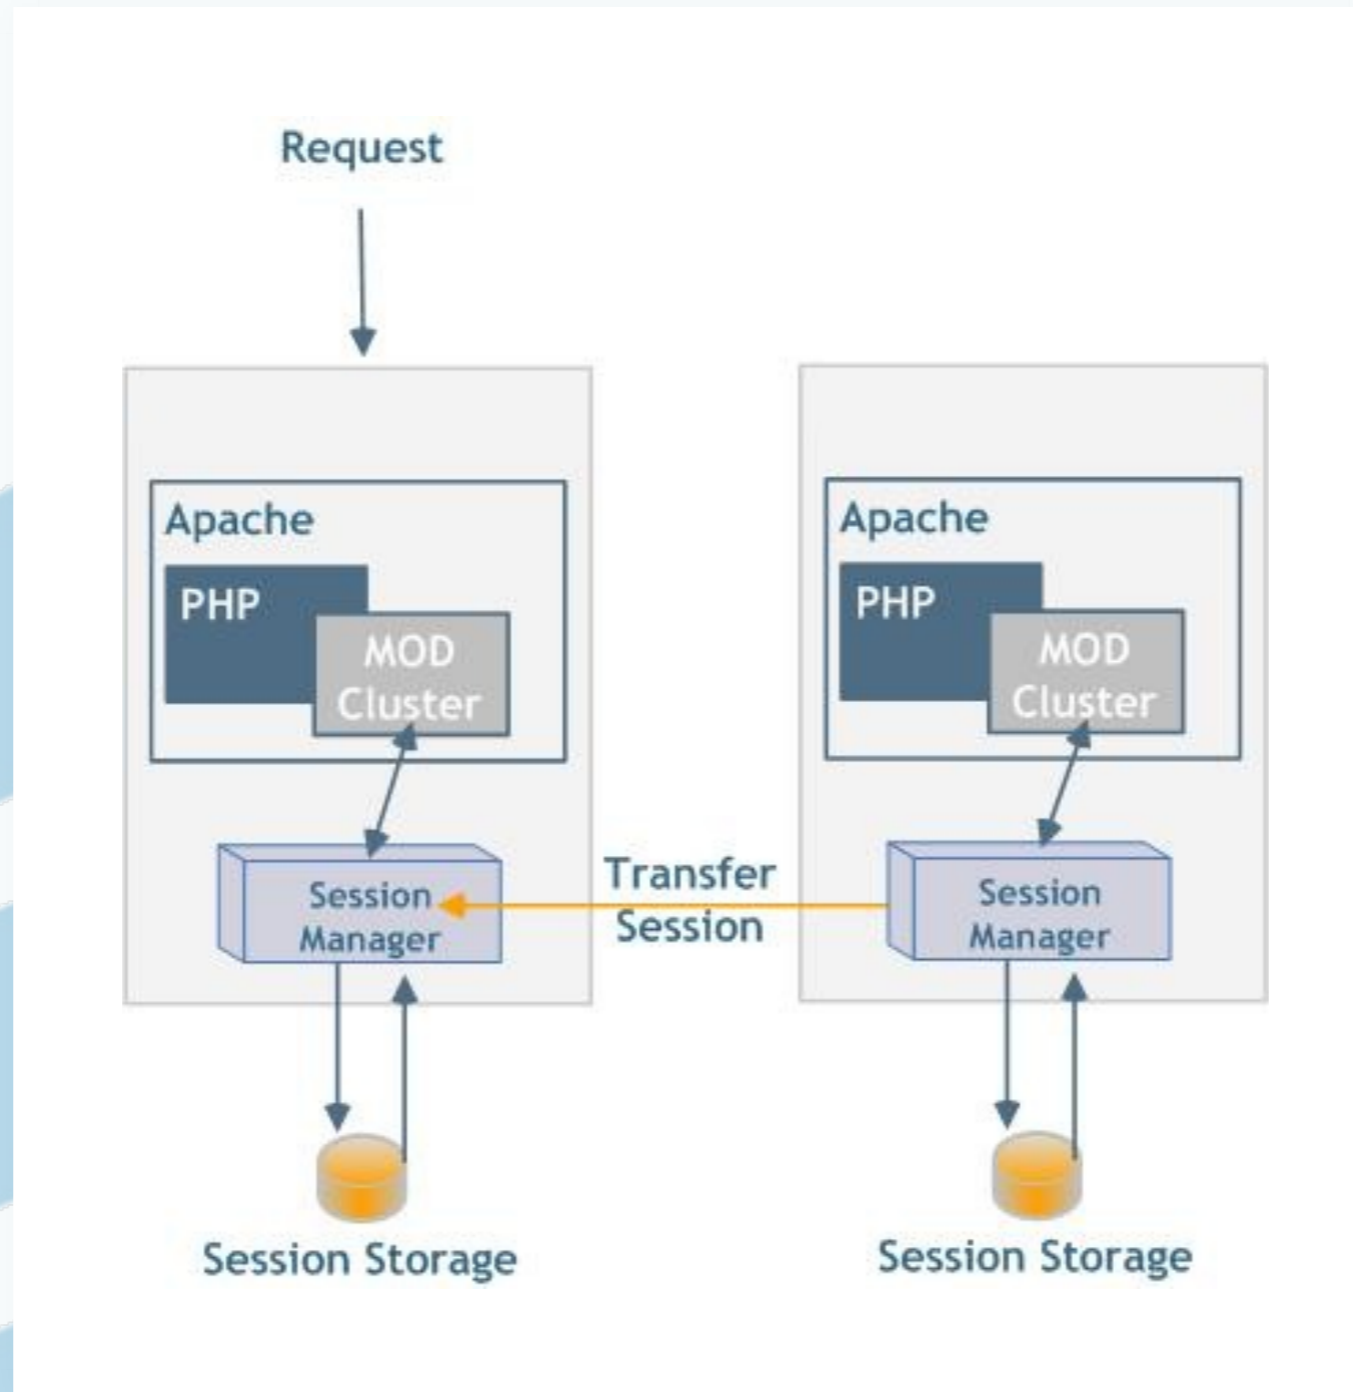 Request
Apache
PHP
MOD
Cluster
Session
Manager
Session Storage
Transfer
Session
Apache
PHP
MOD
Cluster
Session
Manager
Session Storage